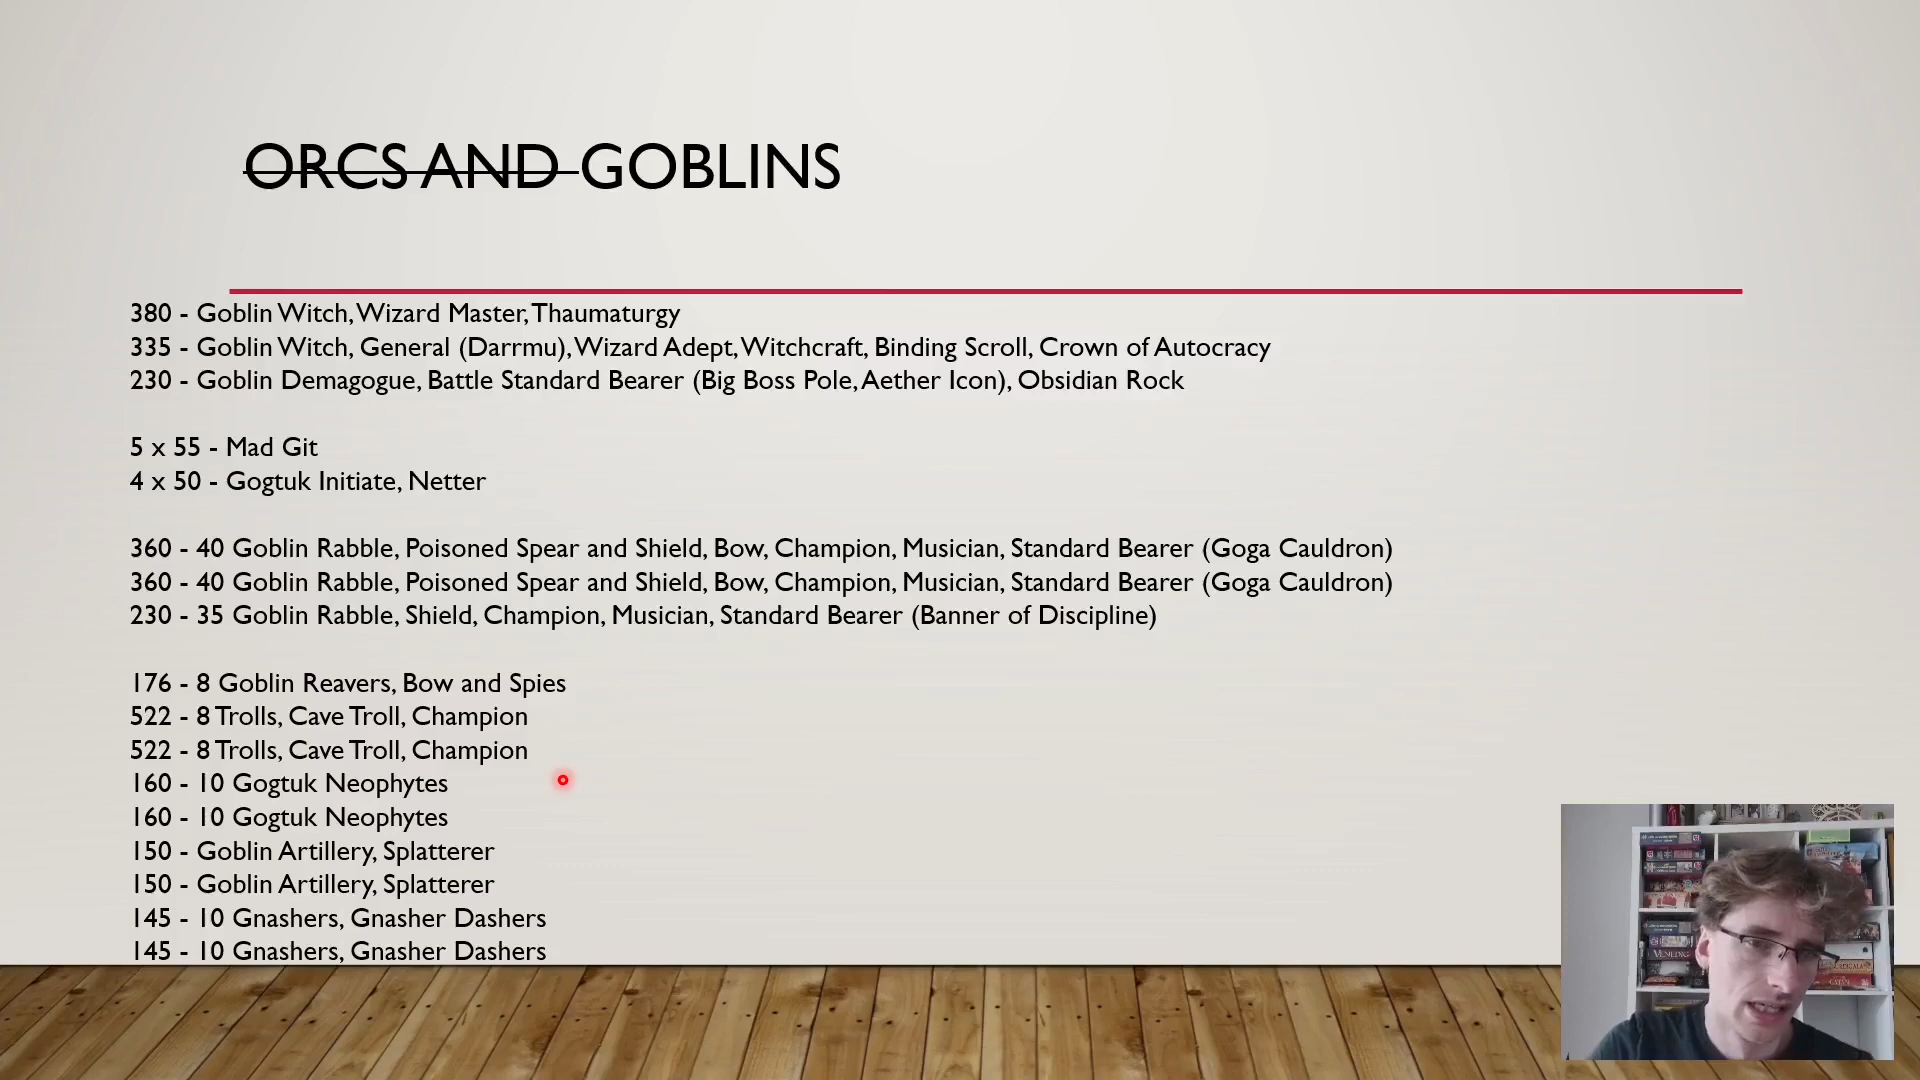 ORCS AND GOBLINS
380 - Goblin Witch, Wizard Master, Thaumaturgy
335 - Goblin Witch, General (Darrmu), Wizard Adept, Witchcraft, Binding Scroll, Crown of Autocracy
230 - Goblin Demagogue, Battle Standard Bearer (Big Boss Pole, Aether Icon), Obsidian Rock
5 x 55 - Mad Git
4 x 50 - Gogtuk Initiate, Netter
360 - 40 Goblin Rabble, Poisoned Spear and Shield, Bow, Champion, Musician, Standard Bearer (Goga Cauldron)
360 - 40 Goblin Rabble, Poisoned Spear and Shield, Bow, Champion, Musician, Standard Bearer (Goga Cauldron)
230 - 35 Goblin Rabble, Shield, Champion, Musician, Standard Bearer (Banner of Discipline)
176 - 8 Goblin Reavers, Bow and Spies
522 - 8 Trolls, Cave Troll, Champion
522 - 8 Trolls, Cave Troll, Champion
160 - 10 Gogtuk Neophytes
160 - 10 Gogtuk Neophytes
150 - Goblin Artillery, Splatterer
150 - Goblin Artillery, Splatterer
145 - 10 Gnashers, Gnasher Dashers
145 - 10 Gnashers, Gnasher Dashers
VENEDIG
CATAN